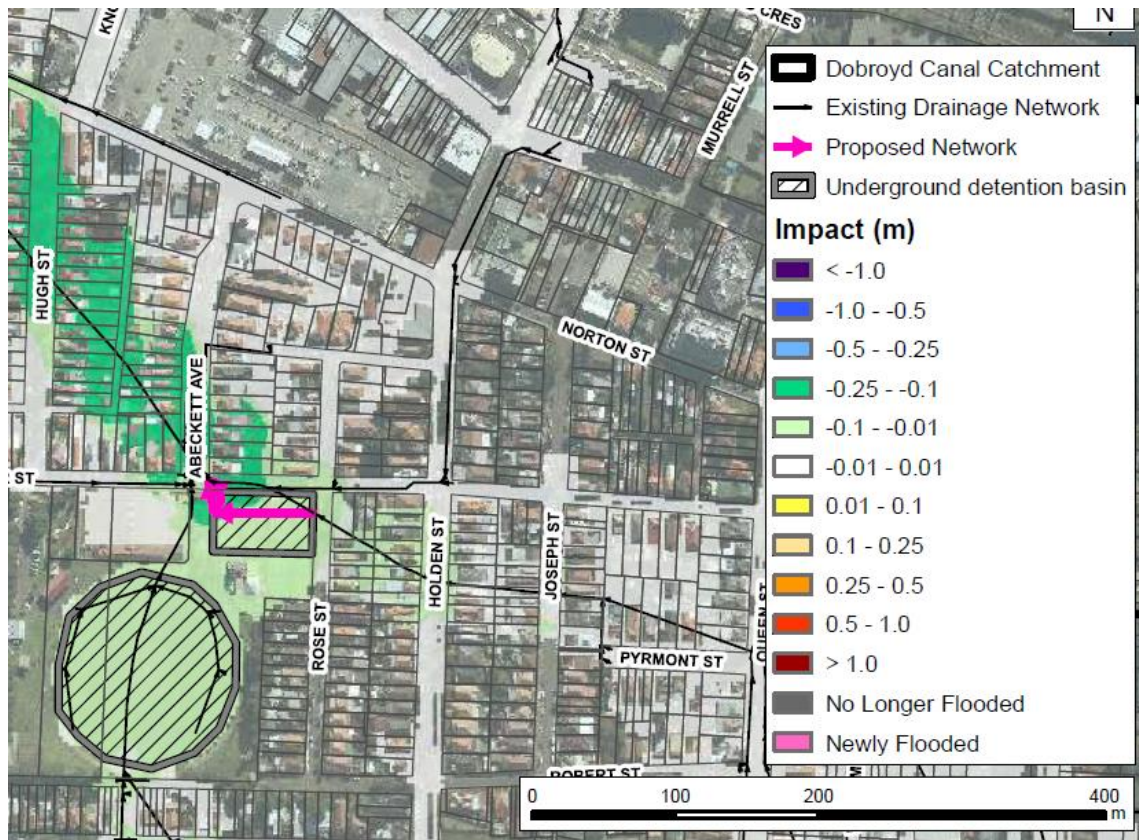 KNO
CRES
N
MURRELL ST
Dobroyd Canal Catchment
Existing Drainage Network
Proposed Network
Underground detention basin
Impact (m)
< -1.0
-1.0 - -0.5
-0.5 - -0.25
-0.25 - -0.1
-0.1 - -0.01
-0.01 - 0.01
0.01 - 0.1
0.1 - 0.25
0.25 - 0.5
0.5 - 1.0
> 1.0
No Longer Flooded
Newly Flooded
HUGH ST
NORTON ST
ABECKETT AVE
R ST
HOLDEN ST
JOSEPH ST
ROSE ST
QUEEN ST
PYRMONT ST
ROBERT ST
0 100 200 400
m